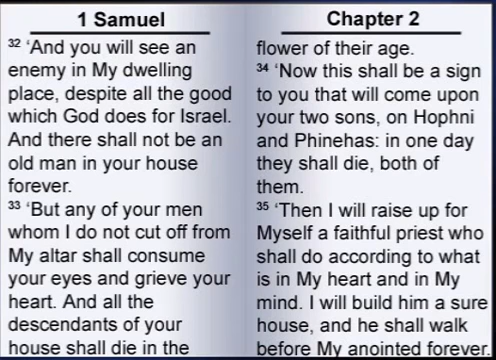 1 Samuel
³² ‘And you will see an
enemy in My dwelling
place, despite all the good
which God does for Israel.
And there shall not be an
old man in your house
forever.
³³ ‘But any of your men
whom I do not cut off from
My altar shall consume
your eyes and grieve your
heart. And all the
descendants of your
house shall die in the
Chapter 2
flower of their age.
³⁴ ‘Now this shall be a sign
to you that will come upon
your two sons, on Hophni
and Phinehas: in one day
they shall die, both of
them.
³⁵ ‘Then I will raise up for
Myself a faithful priest who
shall do according to what
is in My heart and in My
mind. I will build him a sure
house, and he shall walk
before My anointed forever.